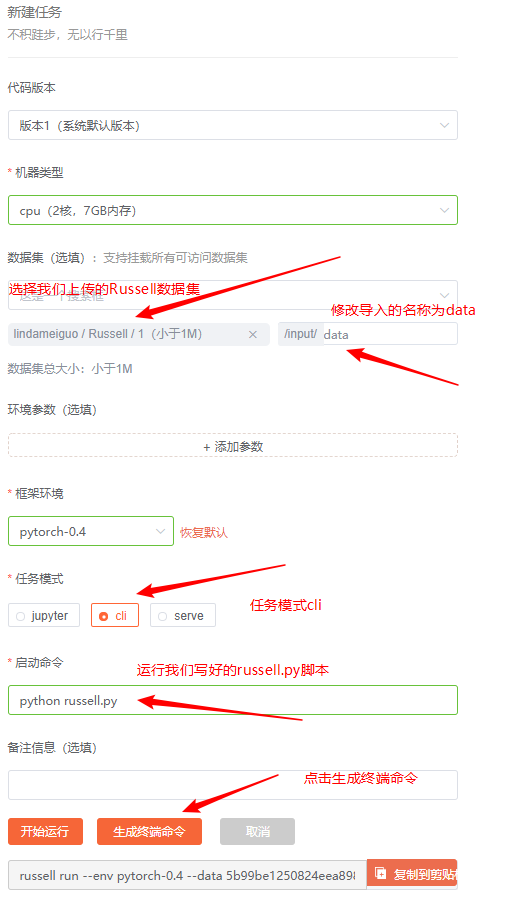 新建任务
不积跬步，无以行千里
代码版本
版本1（系统默认版本）
* 机器类型
cpu（2核，7GB内存）
数据集（选填）：支持挂载所有可访问数据集
选择我们上传的Russell数据集
这是一个搜索框
修改导入的名称为data
lindameiguo / Russell / 1（小于1M） ×
/input/ data
数据集总大小：小于1M
环境参数（选填）
+ 添加参数
* 框架环境
pytorch-0.4
恢复默认
* 任务模式
任务模式cli
jupyter cli serve
* 启动命令
运行我们写好的russell.py脚本
python russell.py
备注信息（选填）
点击生成终端命令
开始运行 生成终端命令 取消
russell run --env pytorch-0.4 --data 5b99be1250824eea898
复制到剪贴